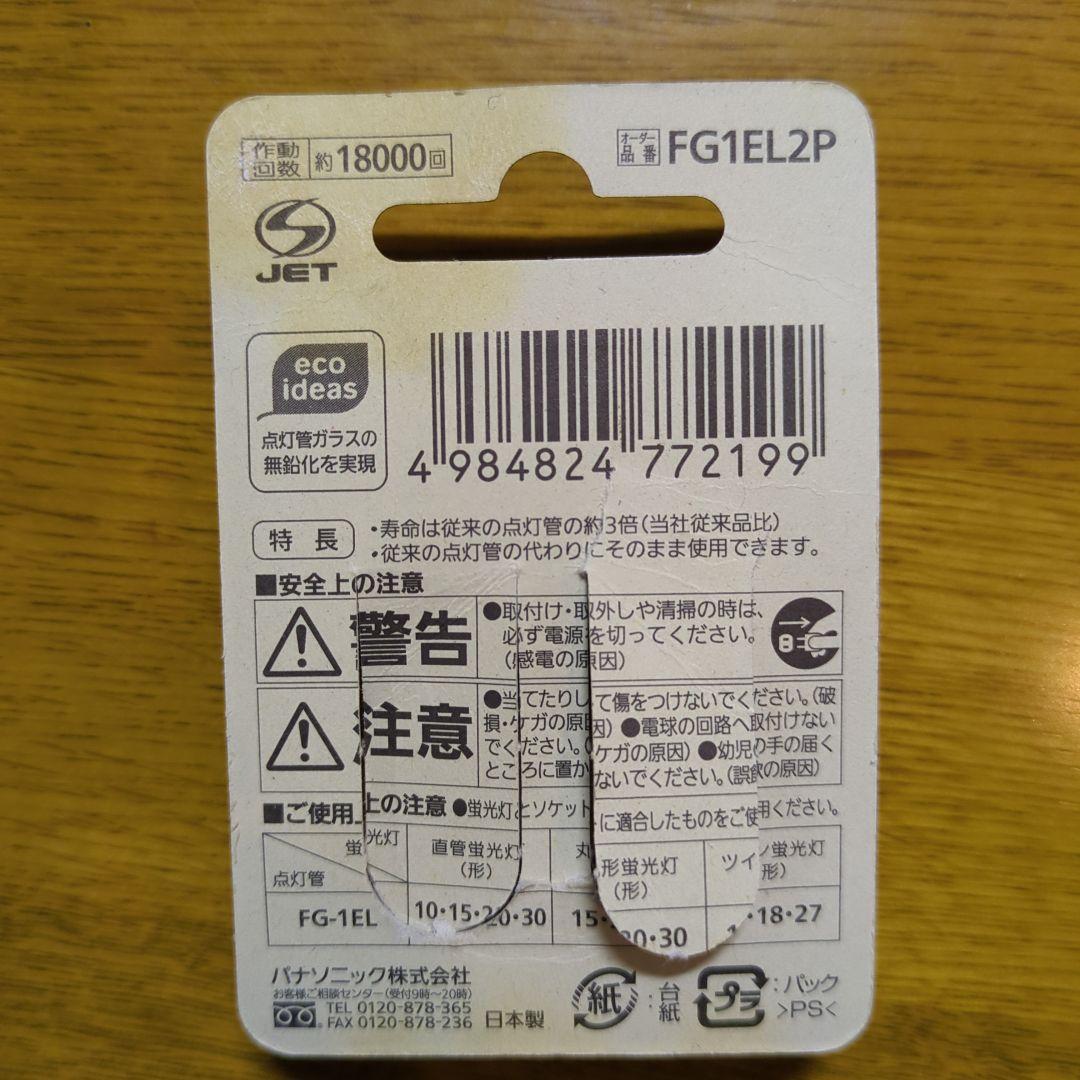 作動回数 約18000回
オーダー品番 FG1EL2P
JET
eco
ideas
点灯管ガラスの
無鉛化を実現
4 984824 772199
特長
・寿命は従来の点灯管の約3倍(当社従来品比)
・従来の点灯管の代わりにそのまま使用できます。
■安全上の注意
警告
●取付け・取外しや清掃の時は、
必ず電源を切ってください。
(感電の原因)
注意
●当てたりして傷をつけないでください。(破
損・ケガの原因) ●電球の回路へ取付けない
でください。(ケガの原因) ●幼児の手の届く
ところに置かないでください。(誤飲の原因)
■ご使用上の注意 ●蛍光灯とソケットに適合したものをご使用ください。
蛍光灯
点灯管
直管蛍光灯
(形)
丸形蛍光灯
(形)
ツイン蛍光灯
(形)
FG-1EL
10・15・20・30
15・20・30
・18・27
パナソニック株式会社
お客様ご相談センター(受付9時〜20時)
TEL 0120-878-365
FAX 0120-878-236
日本製
紙 : 台紙
プラ : パック
>PS<